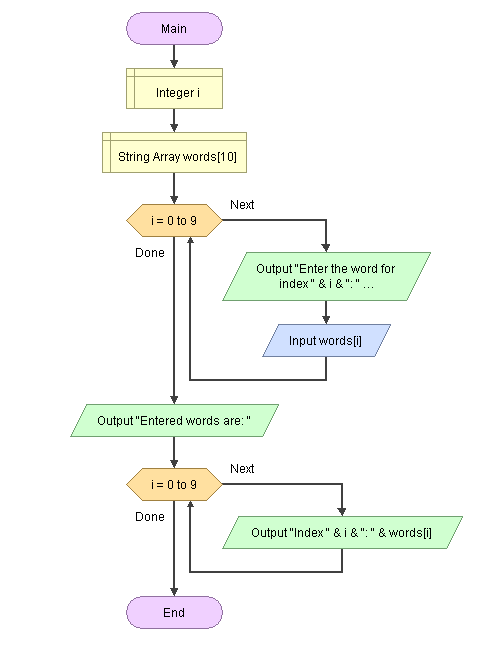 Main
Integer i
String Array words[10]
i = 0 to 9
Next
Done
Output "Enter the word for
index " & i & ": " ...
Input words[i]
Output "Entered words are: "
i = 0 to 9
Next
Done
Output "Index " & i & ": " & words[i]
End